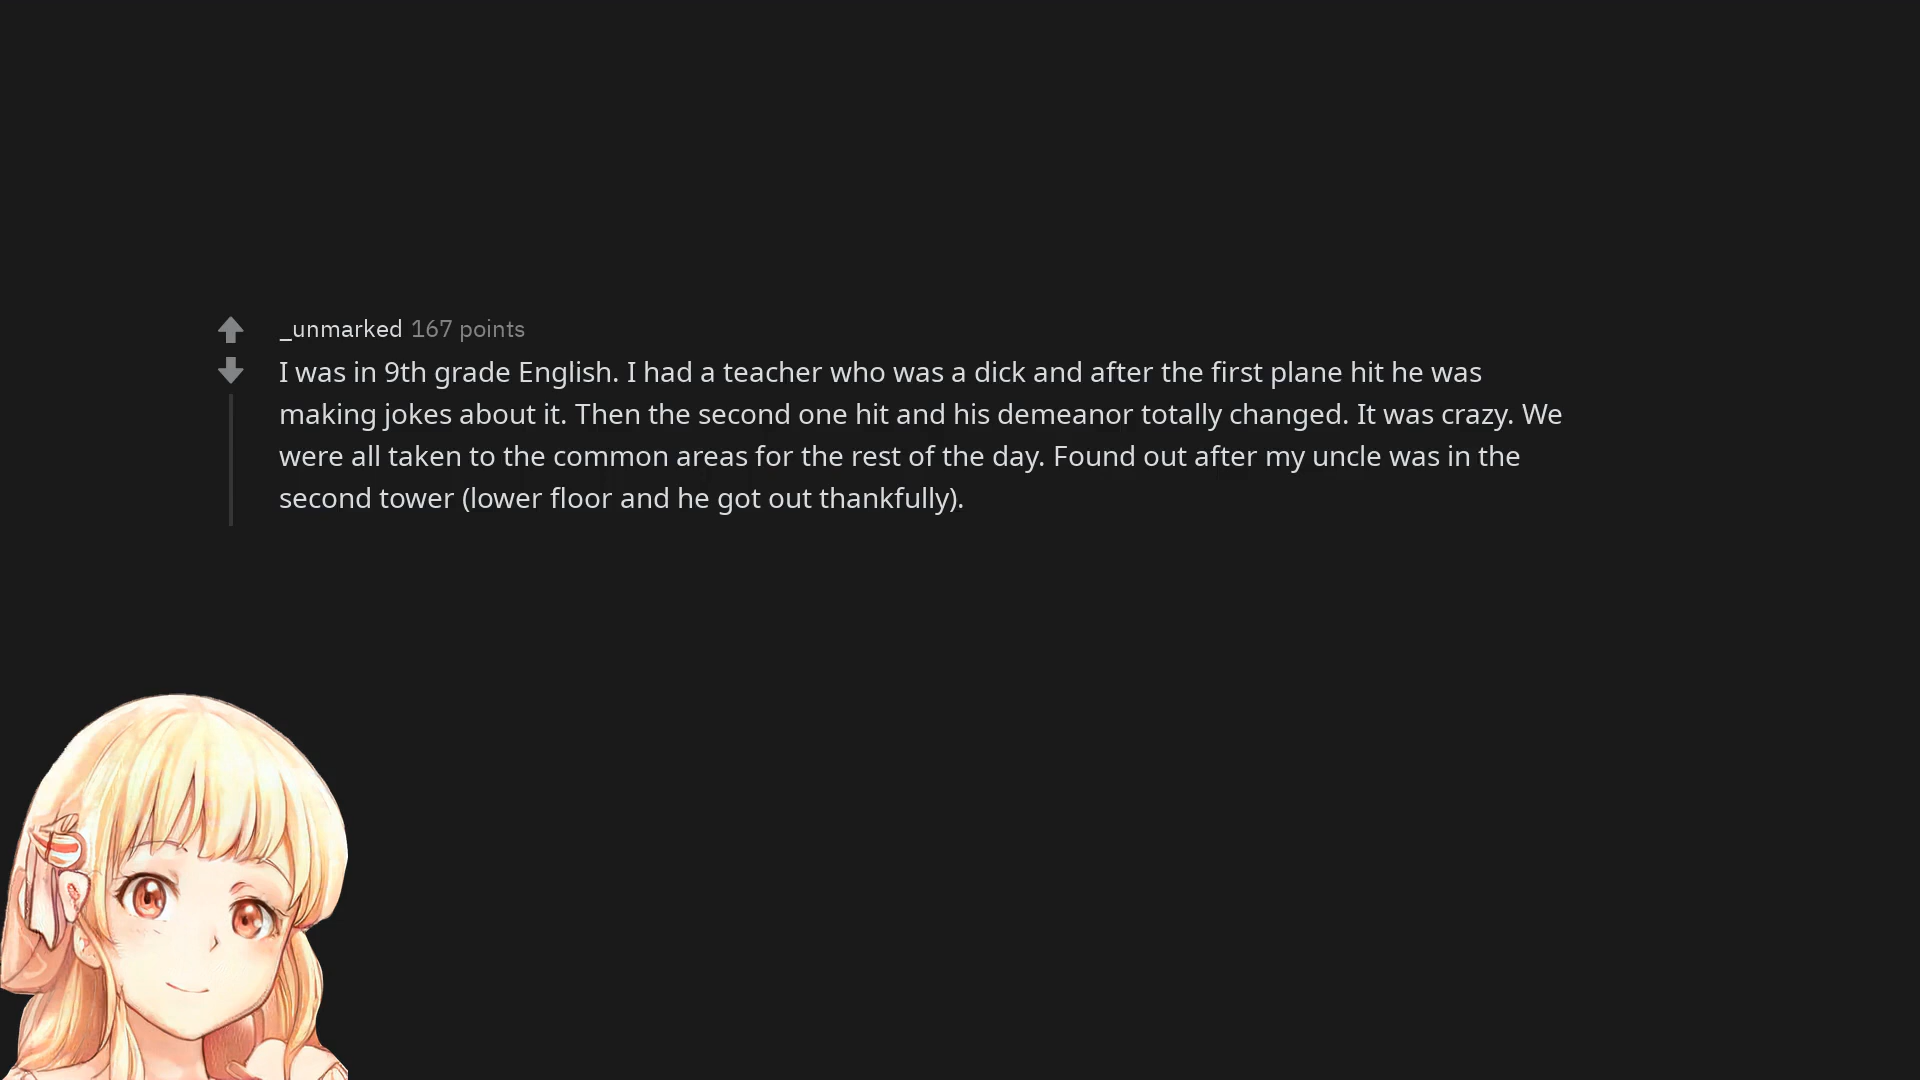 _unmarked 167 points
I was in 9th grade English. I had a teacher who was a dick and after the first plane hit he was
making jokes about it. Then the second one hit and his demeanor totally changed. It was crazy. We
were all taken to the common areas for the rest of the day. Found out after my uncle was in the
second tower (lower floor and he got out thankfully).